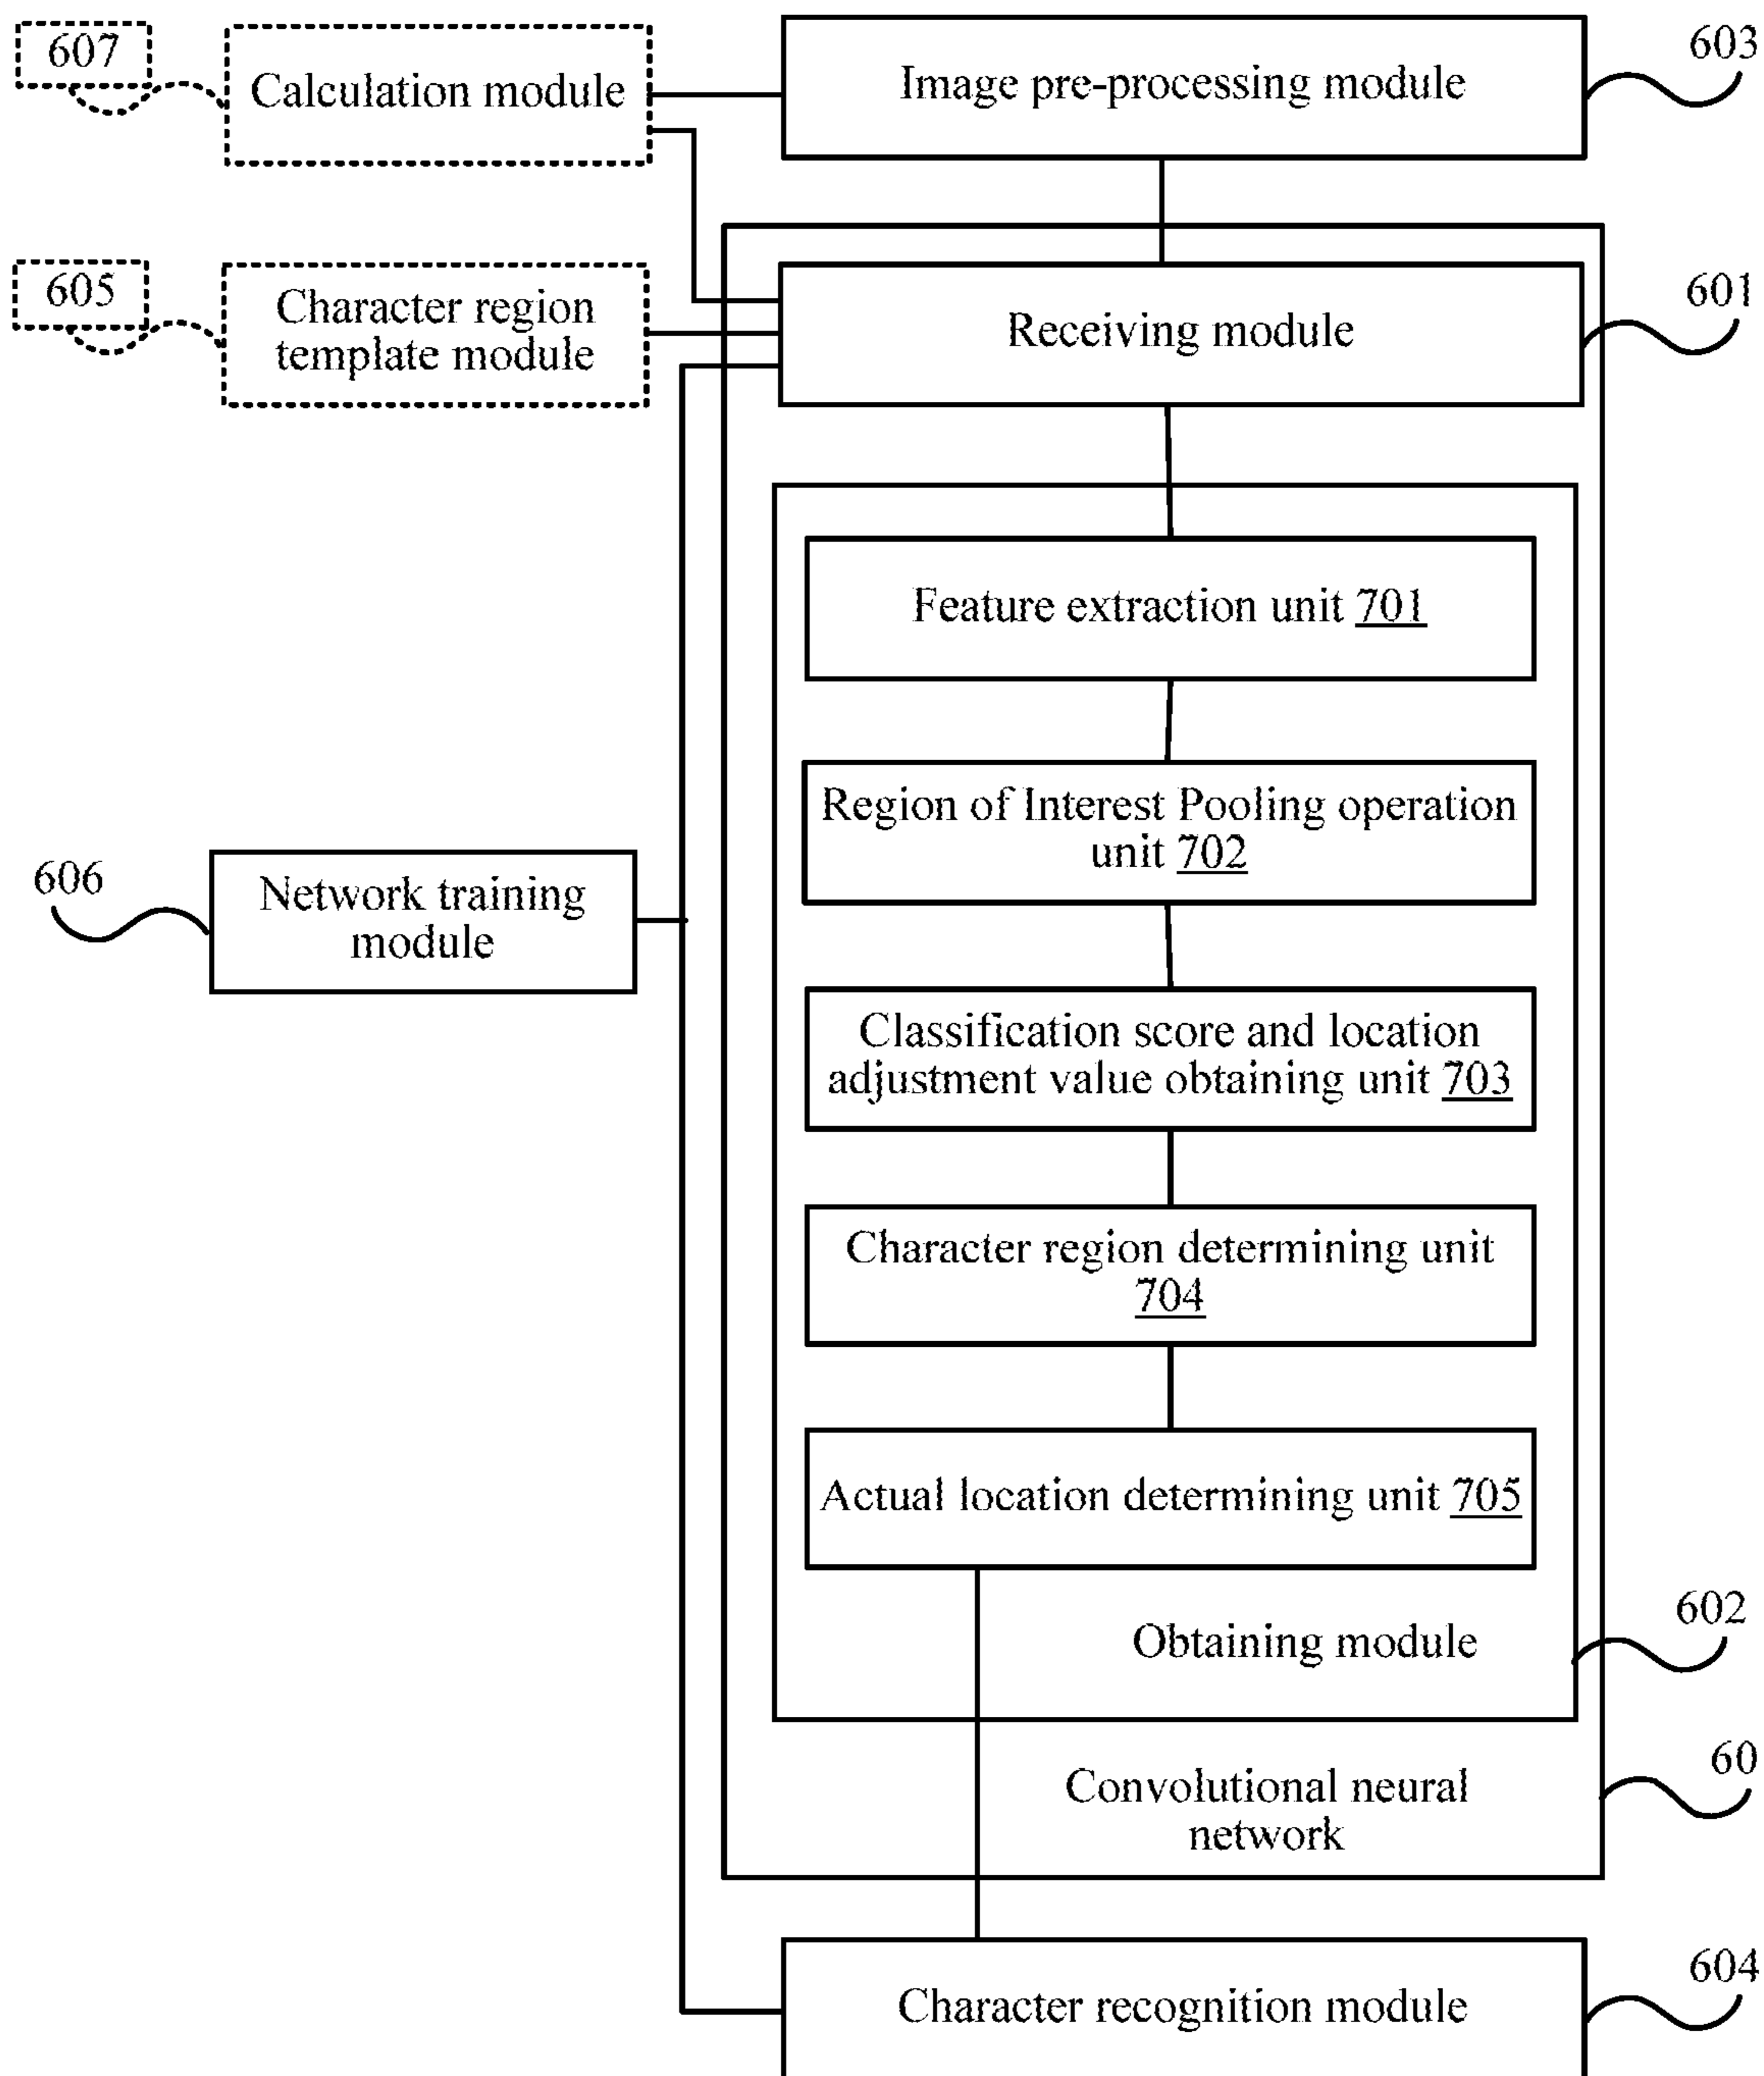 607
Calculation module
Image pre-processing module
603
605
Character region
template module
Receiving module
601
Feature extraction unit 701
Region of Interest Pooling operation
unit 702
606
Network training
module
Classification score and location
adjustment value obtaining unit 703
Character region determining unit
704
Actual location determining unit 705
602
Obtaining module
60
Convolutional neural
network
604
Character recognition module